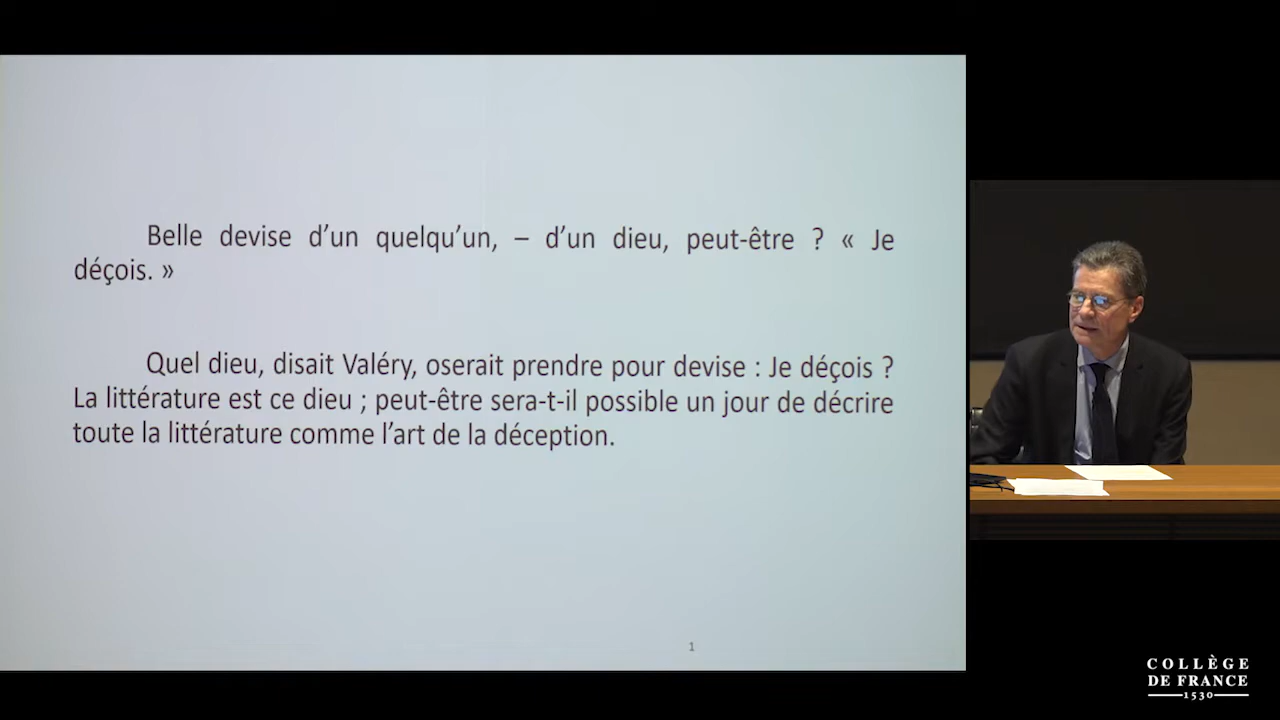 Belle devise d’un quelqu’un, – d’un dieu, peut-être ? « Je
déçois. »
Quel dieu, disait Valéry, oserait prendre pour devise : Je déçois ?
La littérature est ce dieu ; peut-être sera-t-il possible un jour de décrire
toute la littérature comme l’art de la déception.
1
COLLÈGE
DE FRANCE
1530